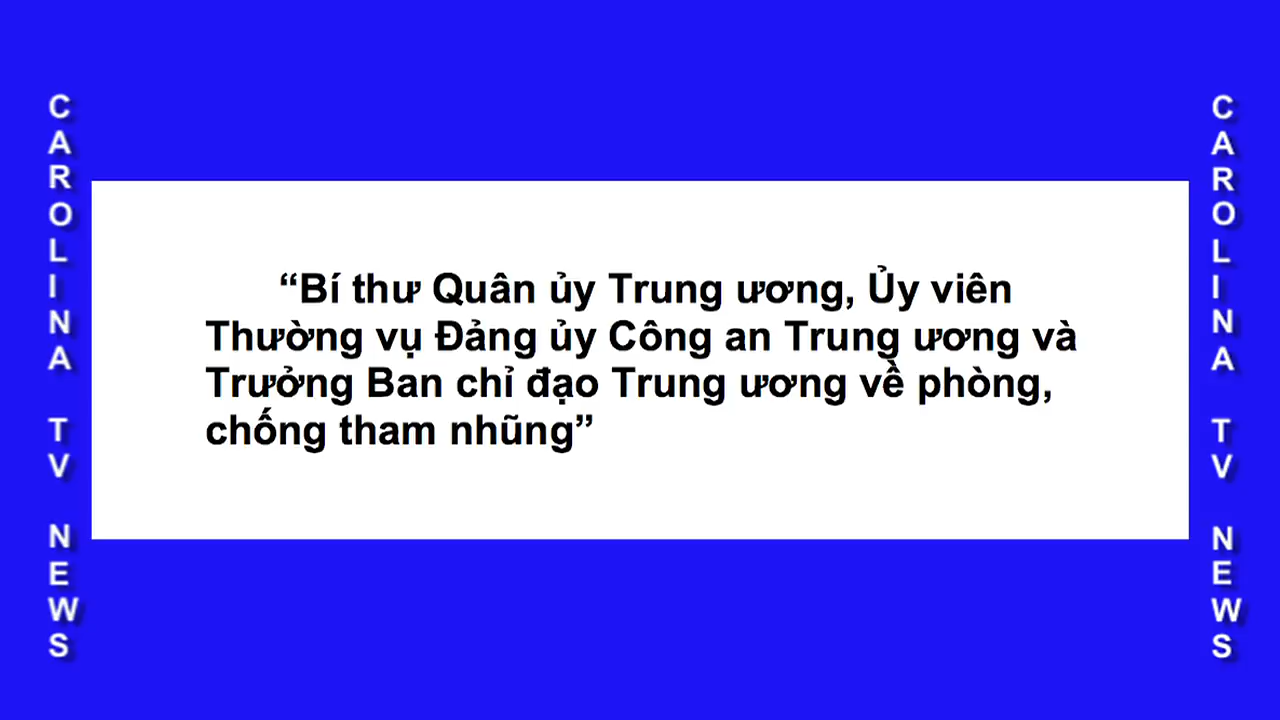 CAROLINA TV NEWS
“Bí thư Quân ủy Trung ương, Ủy viên
Thường vụ Đảng ủy Công an Trung ương và
Trưởng Ban chỉ đạo Trung ương về phòng,
chống tham nhũng”
CAROLINA TV NEWS